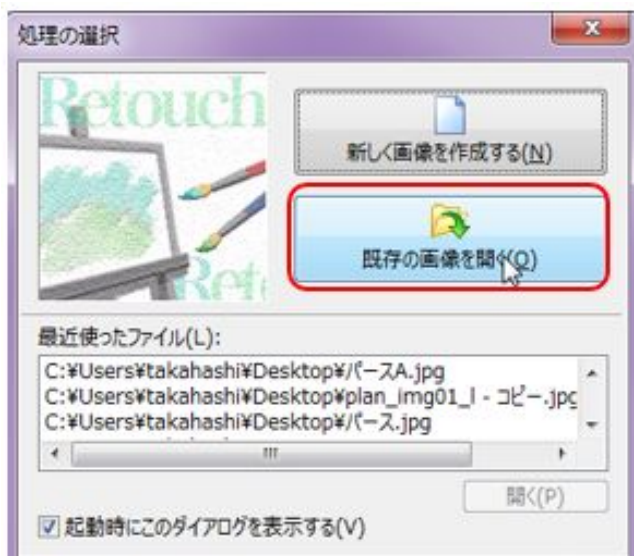 処理の選択
Retouch
新しく画像を作成する(N)
既存の画像を開く(O)
Ret
最近使ったファイル(L):
C:¥Users¥takahashi¥Desktop¥パースA.jpg
C:¥Users¥takahashi¥Desktop¥plan_img01_l - コピー.jpg
C:¥Users¥takahashi¥Desktop¥パース.jpg
開く(P)
起動時にこのダイアログを表示する(V)